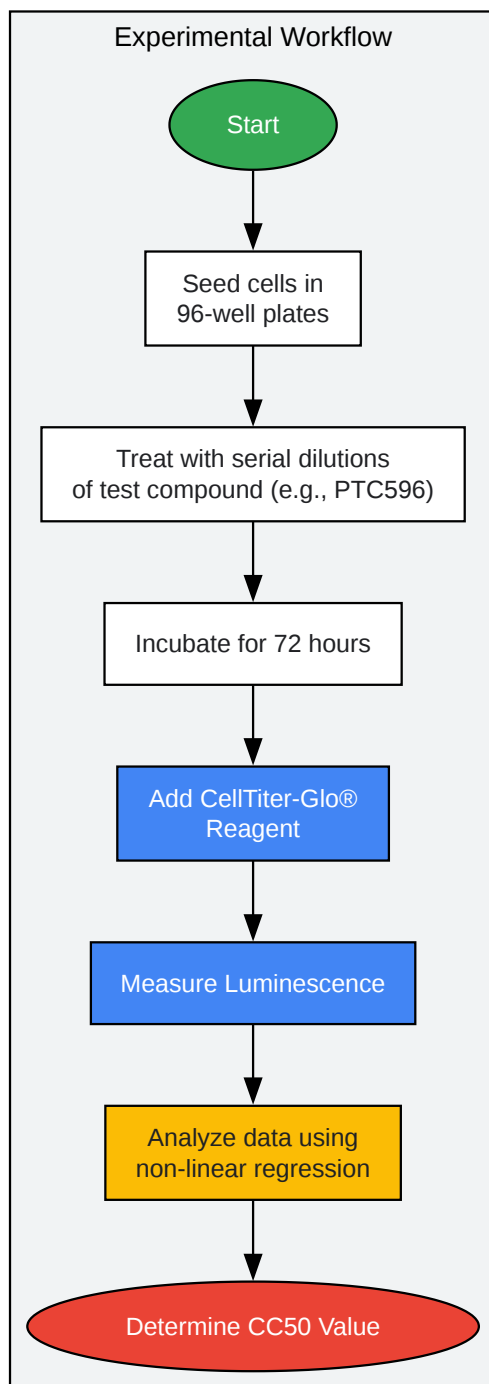 Experimental Workflow
Start
Seed cells in
96-well plates
Treat with serial dilutions
of test compound (e.g., PTC596)
Incubate for 72 hours
Add CellTiter-Glo®
Reagent
Measure Luminescence
Analyze data using
non-linear regression
Determine CC50 Value